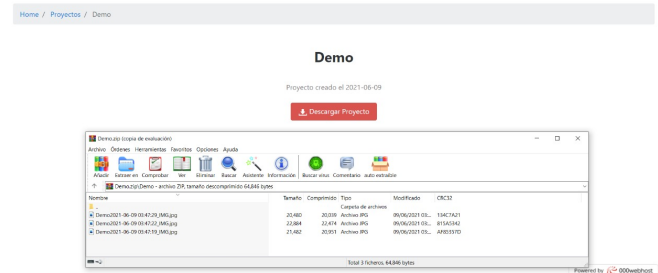 Home / Proyectos / Demo
Demo
Proyecto creado el 2021-06-09
Descargar Proyecto
Demo.zip (copia de evaluación)
Archivo Órdenes Herramientas Favoritos Opciones Ayuda
Añadir Extraer en Comprobar Ver Eliminar Buscar Asistente Información Buscar virus Comentario auto extraíble
Demo.zip\Demo - archivo ZIP, tamaño descomprimido 64,846 bytes
Nombre Tamaño Comprimido Tipo Modificado CRC32
.. Carpeta de archivos
Demo2021-06-09 03:47:29_IMG.jpg 20,480 20,039 Archivo JPG 09/06/2021 03:... 134C7A21
Demo2021-06-09 03:47:22_IMG.jpg 22,884 22,474 Archivo JPG 09/06/2021 03:... 815A5342
Demo2021-06-09 03:47:19_IMG.jpg 21,482 20,951 Archivo JPG 09/06/2021 03:...
Total 3 ficheros, 64,846 bytes
Powered by 000webhost